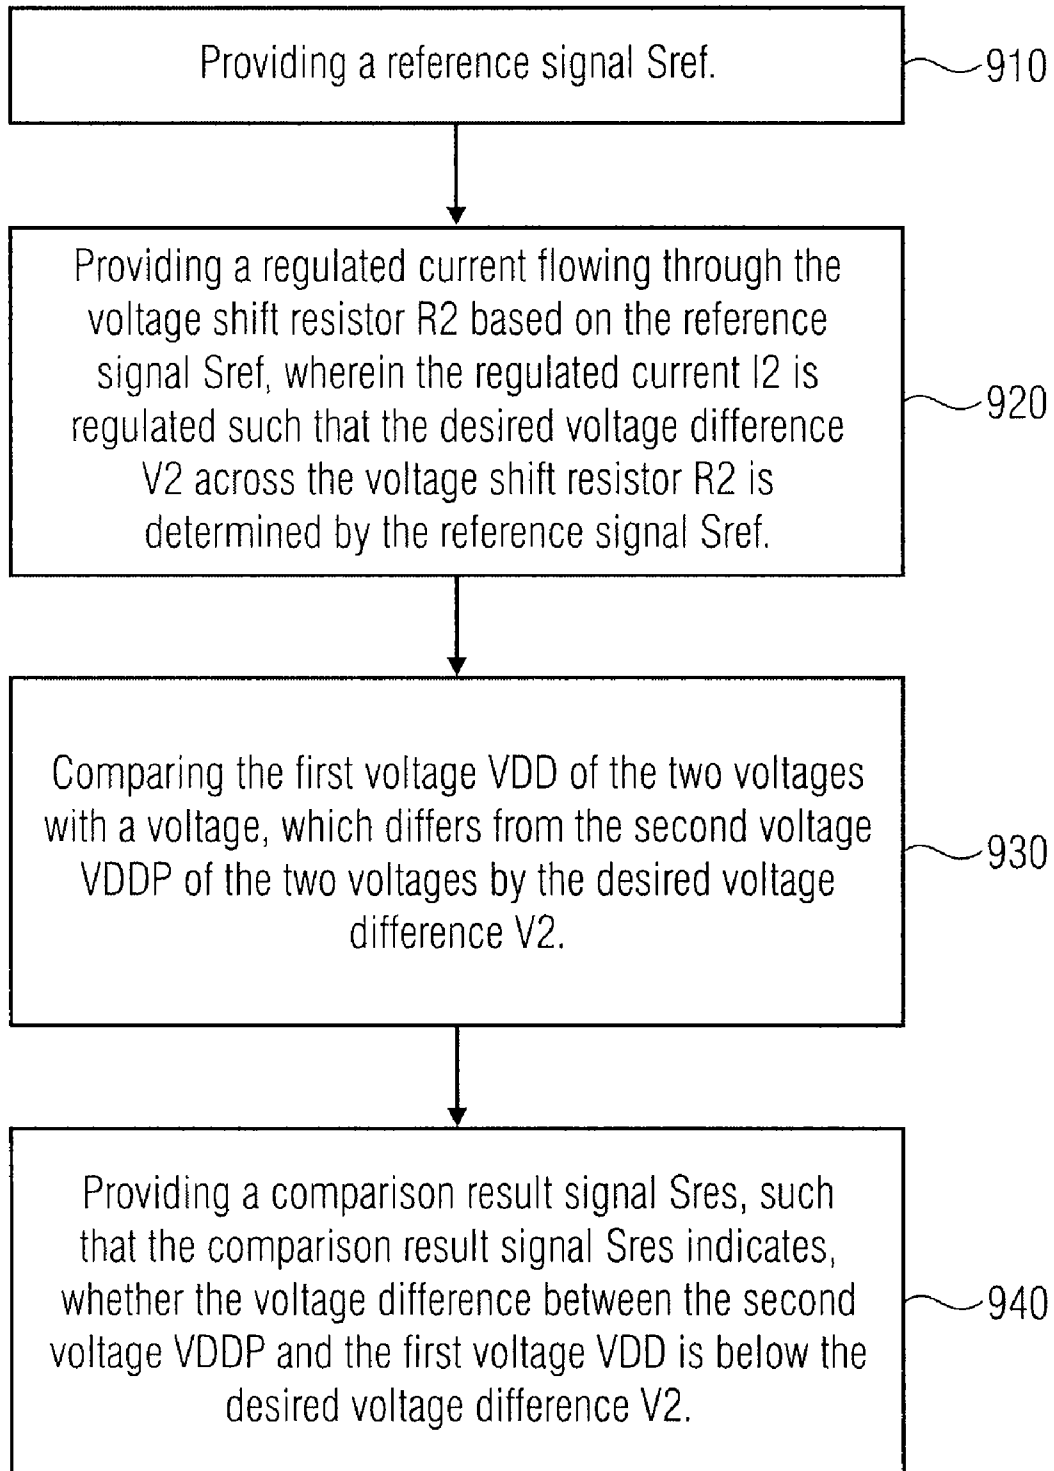 Providing a reference signal Sref.
910
Providing a regulated current flowing through the
voltage shift resistor R2 based on the reference
signal Sref, wherein the regulated current I2 is
regulated such that the desired voltage difference
V2 across the voltage shift resistor R2 is
determined by the reference signal Sref.
920
Comparing the first voltage VDD of the two voltages
with a voltage, which differs from the second voltage
VDDP of the two voltages by the desired voltage
difference V2.
930
Providing a comparison result signal Sres, such
that the comparison result signal Sres indicates,
whether the voltage difference between the second
voltage VDDP and the first voltage VDD is below the
desired voltage difference V2.
940